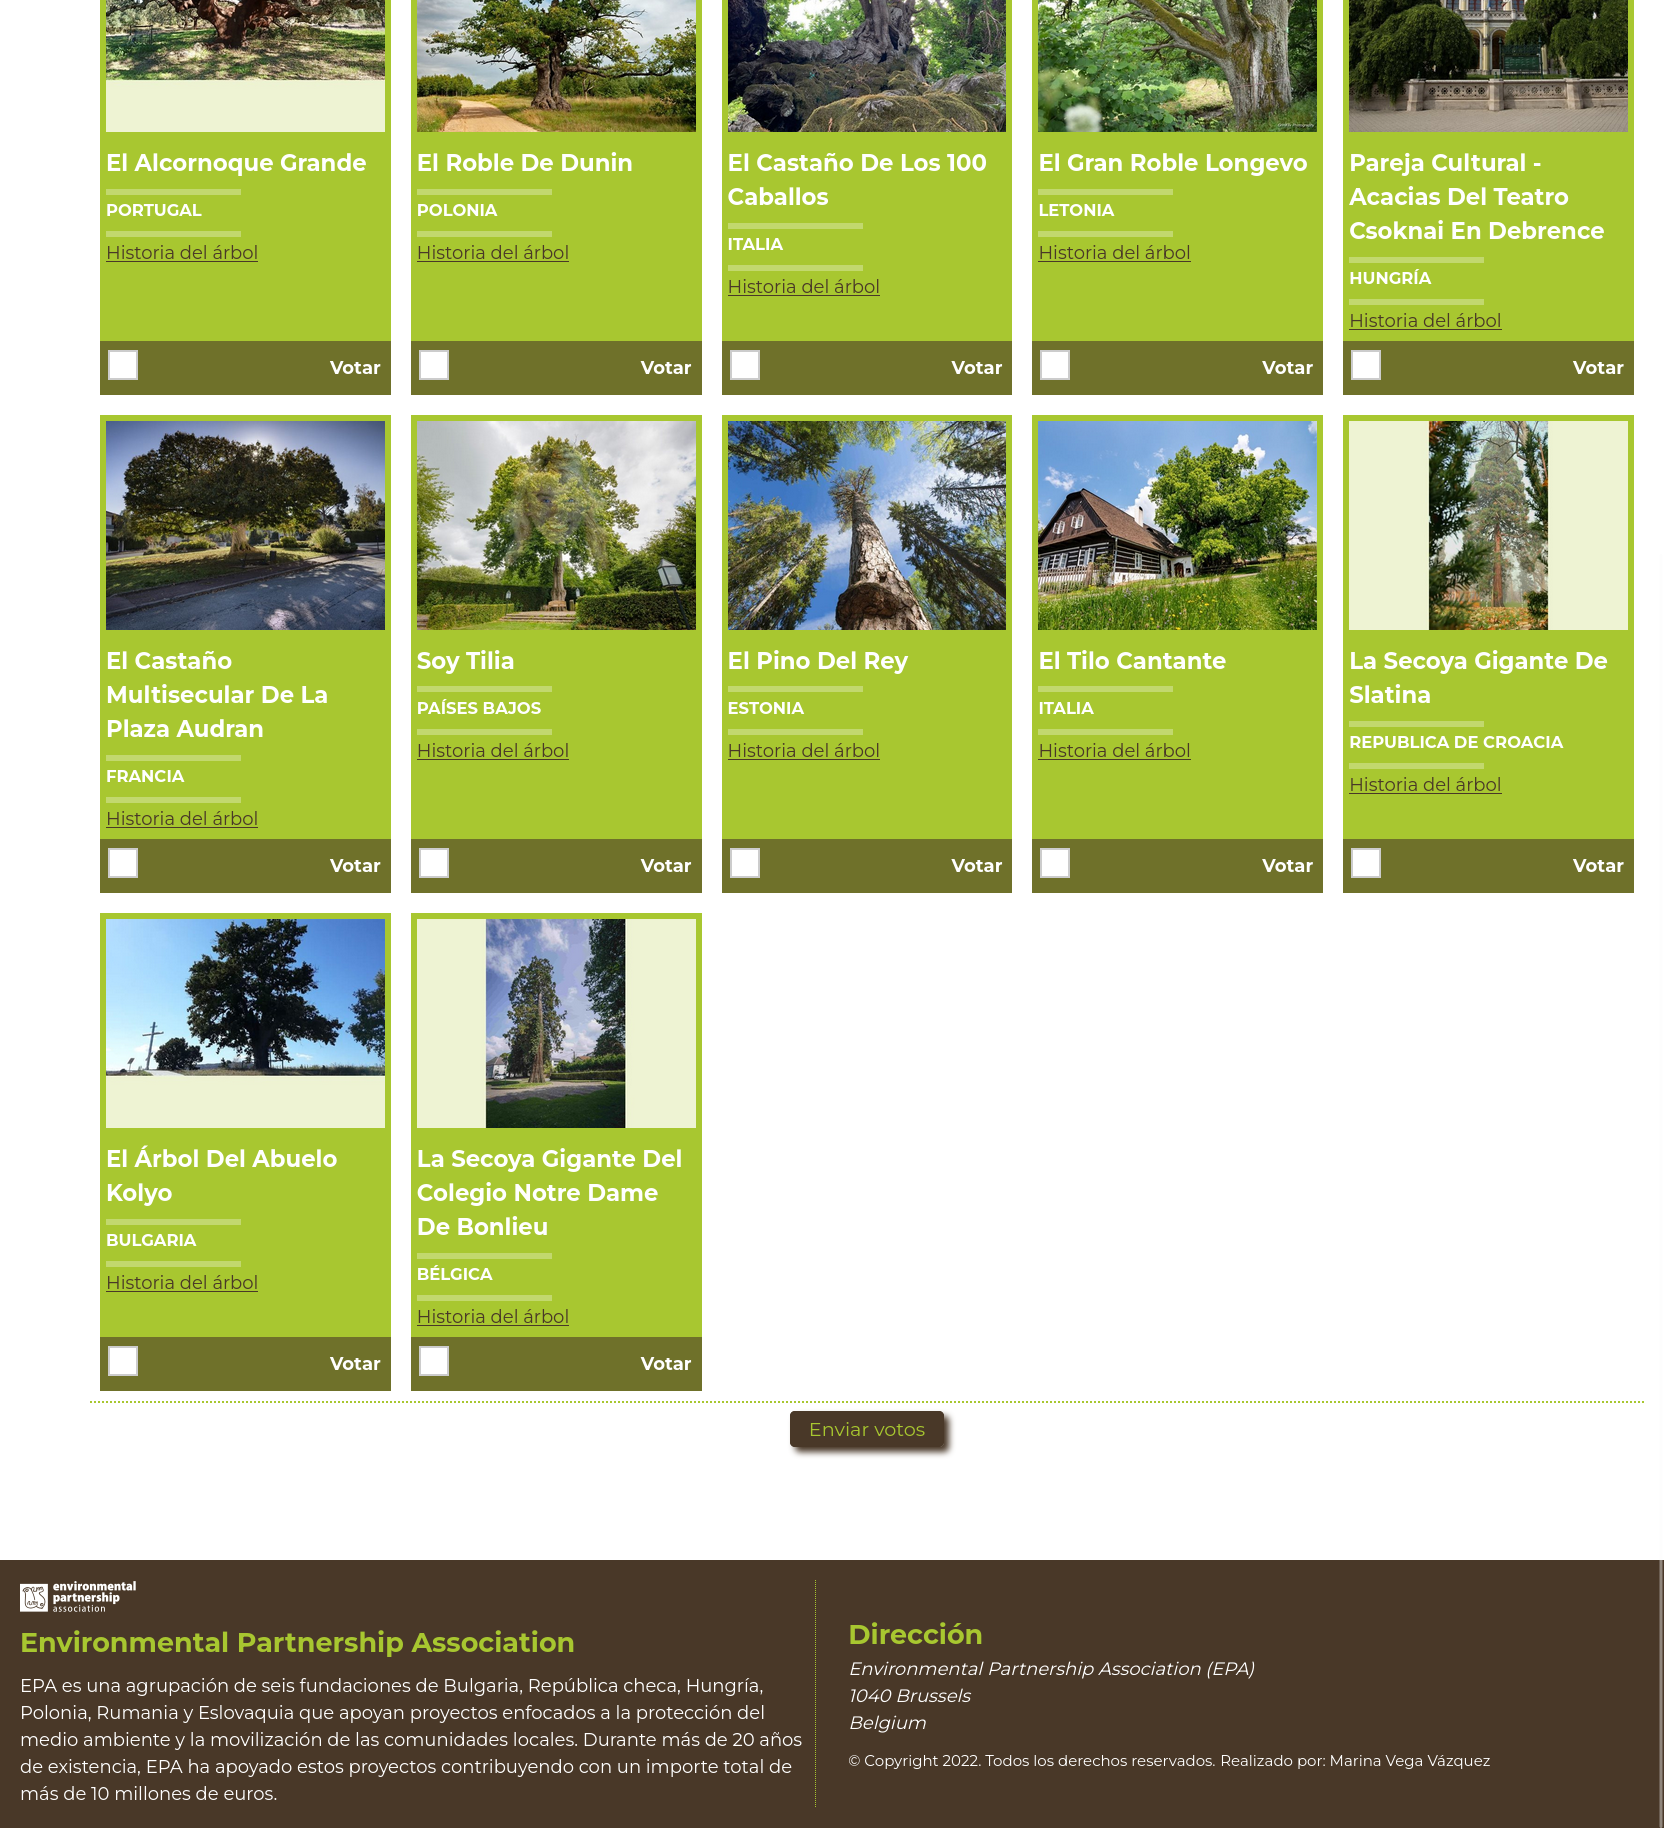 El Alcornoque Grande
PORTUGAL
Historia del árbol
Votar
El Roble De Dunin
POLONIA
Historia del árbol
Votar
El Castaño De Los 100
Caballos
ITALIA
Historia del árbol
Votar
El Gran Roble Longevo
LETONIA
Historia del árbol
Votar
Pareja Cultural -
Acacias Del Teatro
Csoknai En Debrence
HUNGRÍA
Historia del árbol
Votar
El Castaño
Multisecular De La
Plaza Audran
FRANCIA
Historia del árbol
Votar
Soy Tilia
PAÍSES BAJOS
Historia del árbol
Votar
El Pino Del Rey
ESTONIA
Historia del árbol
Votar
El Tilo Cantante
ITALIA
Historia del árbol
Votar
La Secoya Gigante De
Slatina
REPUBLICA DE CROACIA
Historia del árbol
Votar
El Árbol Del Abuelo
Kolyo
BULGARIA
Historia del árbol
Votar
La Secoya Gigante Del
Colegio Notre Dame
De Bonlieu
BÉLGICA
Historia del árbol
Votar
Enviar votos
environmental
partnership
association
Environmental Partnership Association
EPA es una agrupación de seis fundaciones de Bulgaria, República checa, Hungría,
Polonia, Rumania y Eslovaquia que apoyan proyectos enfocados a la protección del
medio ambiente y la movilización de las comunidades locales. Durante más de 20 años
de existencia, EPA ha apoyado estos proyectos contribuyendo con un importe total de
más de 10 millones de euros.
Dirección
Environmental Partnership Association (EPA)
1040 Brussels
Belgium
© Copyright 2022. Todos los derechos reservados. Realizado por: Marina Vega Vázquez